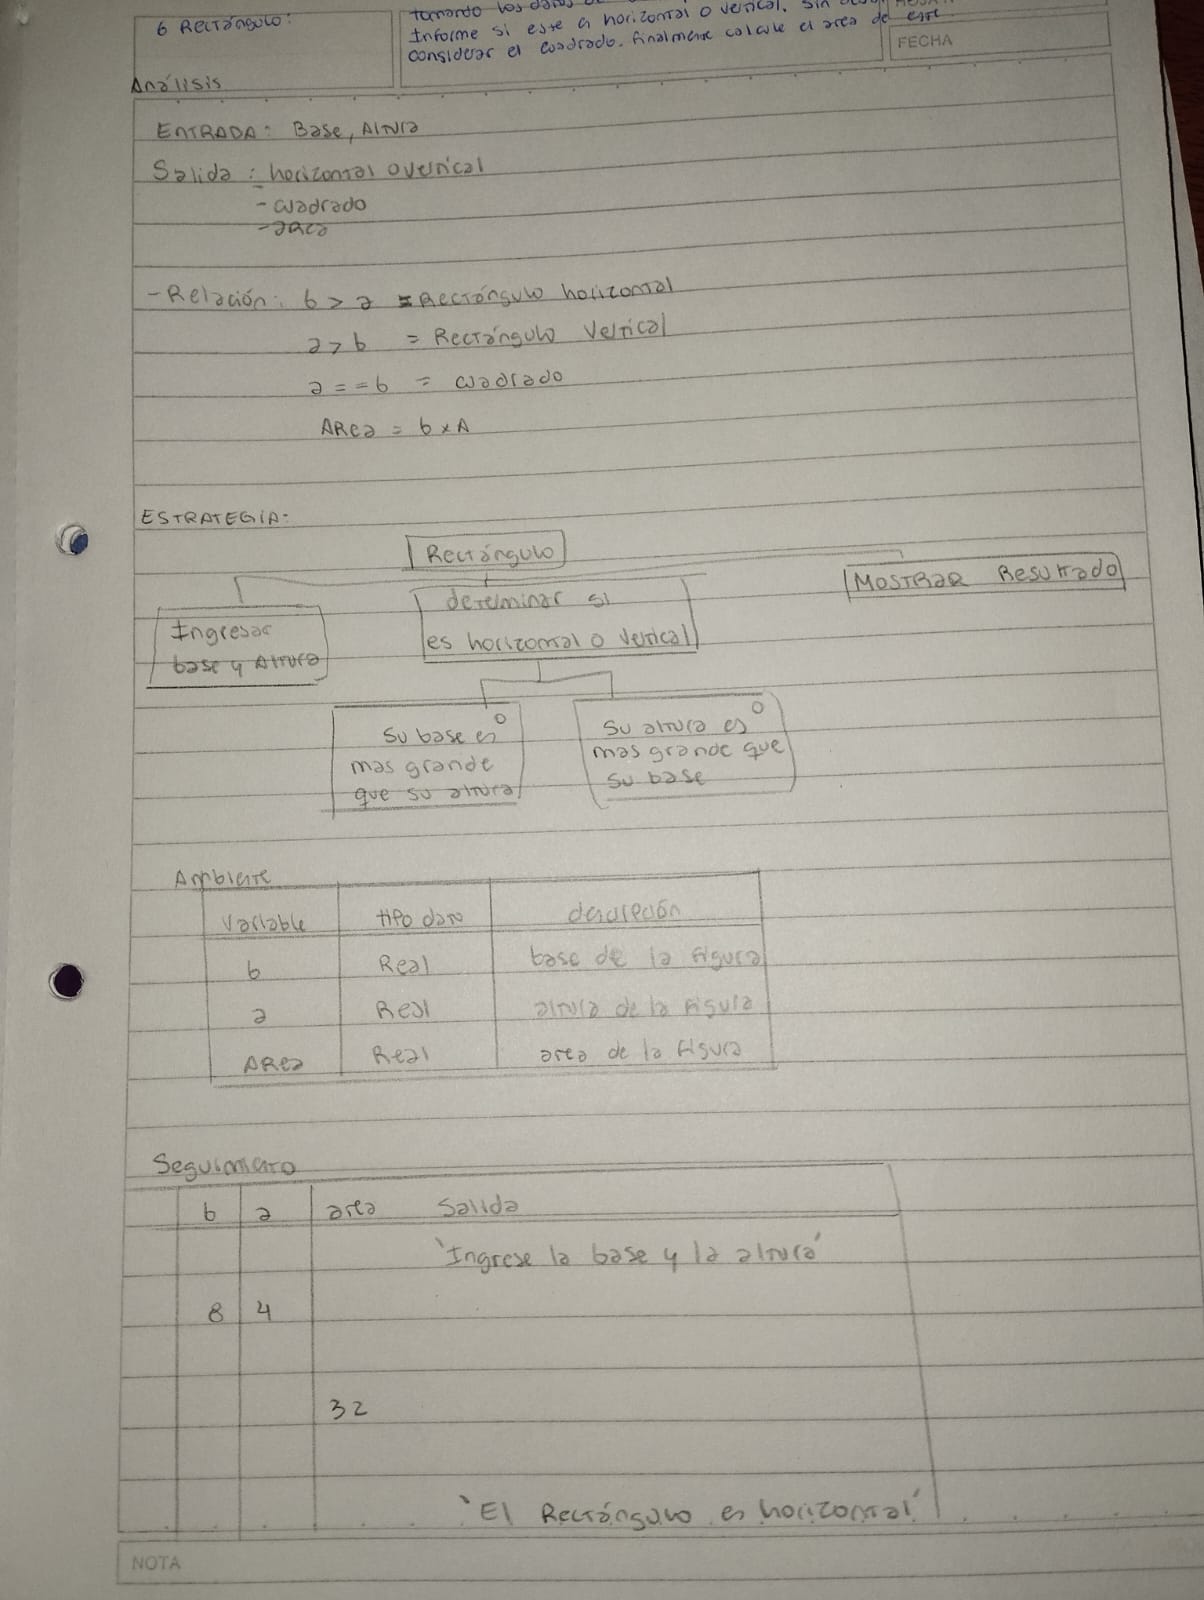 6 Rectángulo:
tomando los datos de
Informe si este es horizontal o vertical. Sin
considerar el cuadrado. Finalmente calcule el area de este
FECHA
Análisis
ENTRADA: Base, Altura
Salida: horizontal o vertical
- cuadrado
- area
- Relación: b > a = Rectángulo horizontal
a > b = Rectángulo Vertical
a == b = cuadrado
Area = b x A
ESTRATEGIA:
Rectángulo
Ingresar
base y Altura
determinar si
es horizontal o Vertical
MOSTRAR Resultado
Su base es
mas grande
que su altura
Su altura es
mas grande que
su base
Ambiente
Variable tipo dato descripción
b Real base de la figura
a Real altura de la figura
Area Real area de la figura
Seguimiento
b a area Salida
'Ingrese la base y la altura'
8 4
32
'El Rectángulo es horizontal'
NOTA